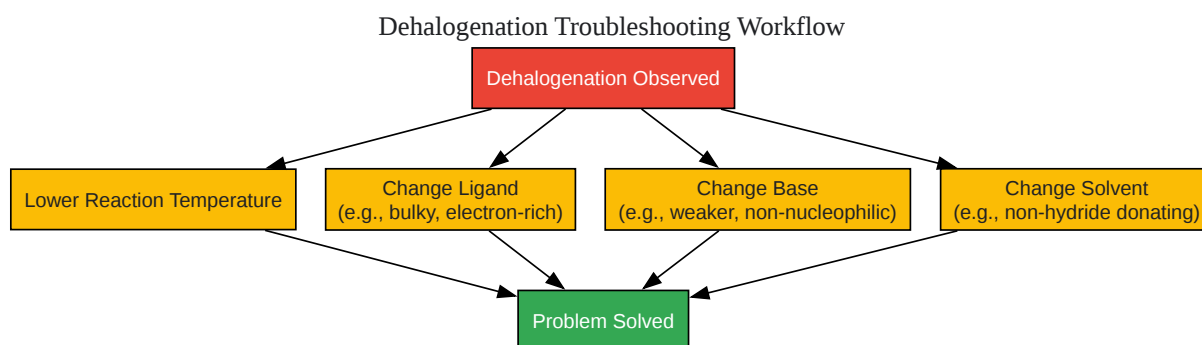 Dehalogenation Troubleshooting Workflow
Dehalogenation Observed
Lower Reaction Temperature
Change Ligand
(e.g., bulky, electron-rich)
Change Base
(e.g., weaker, non-nucleophilic)
Change Solvent
(e.g., non-hydride donating)
Problem Solved